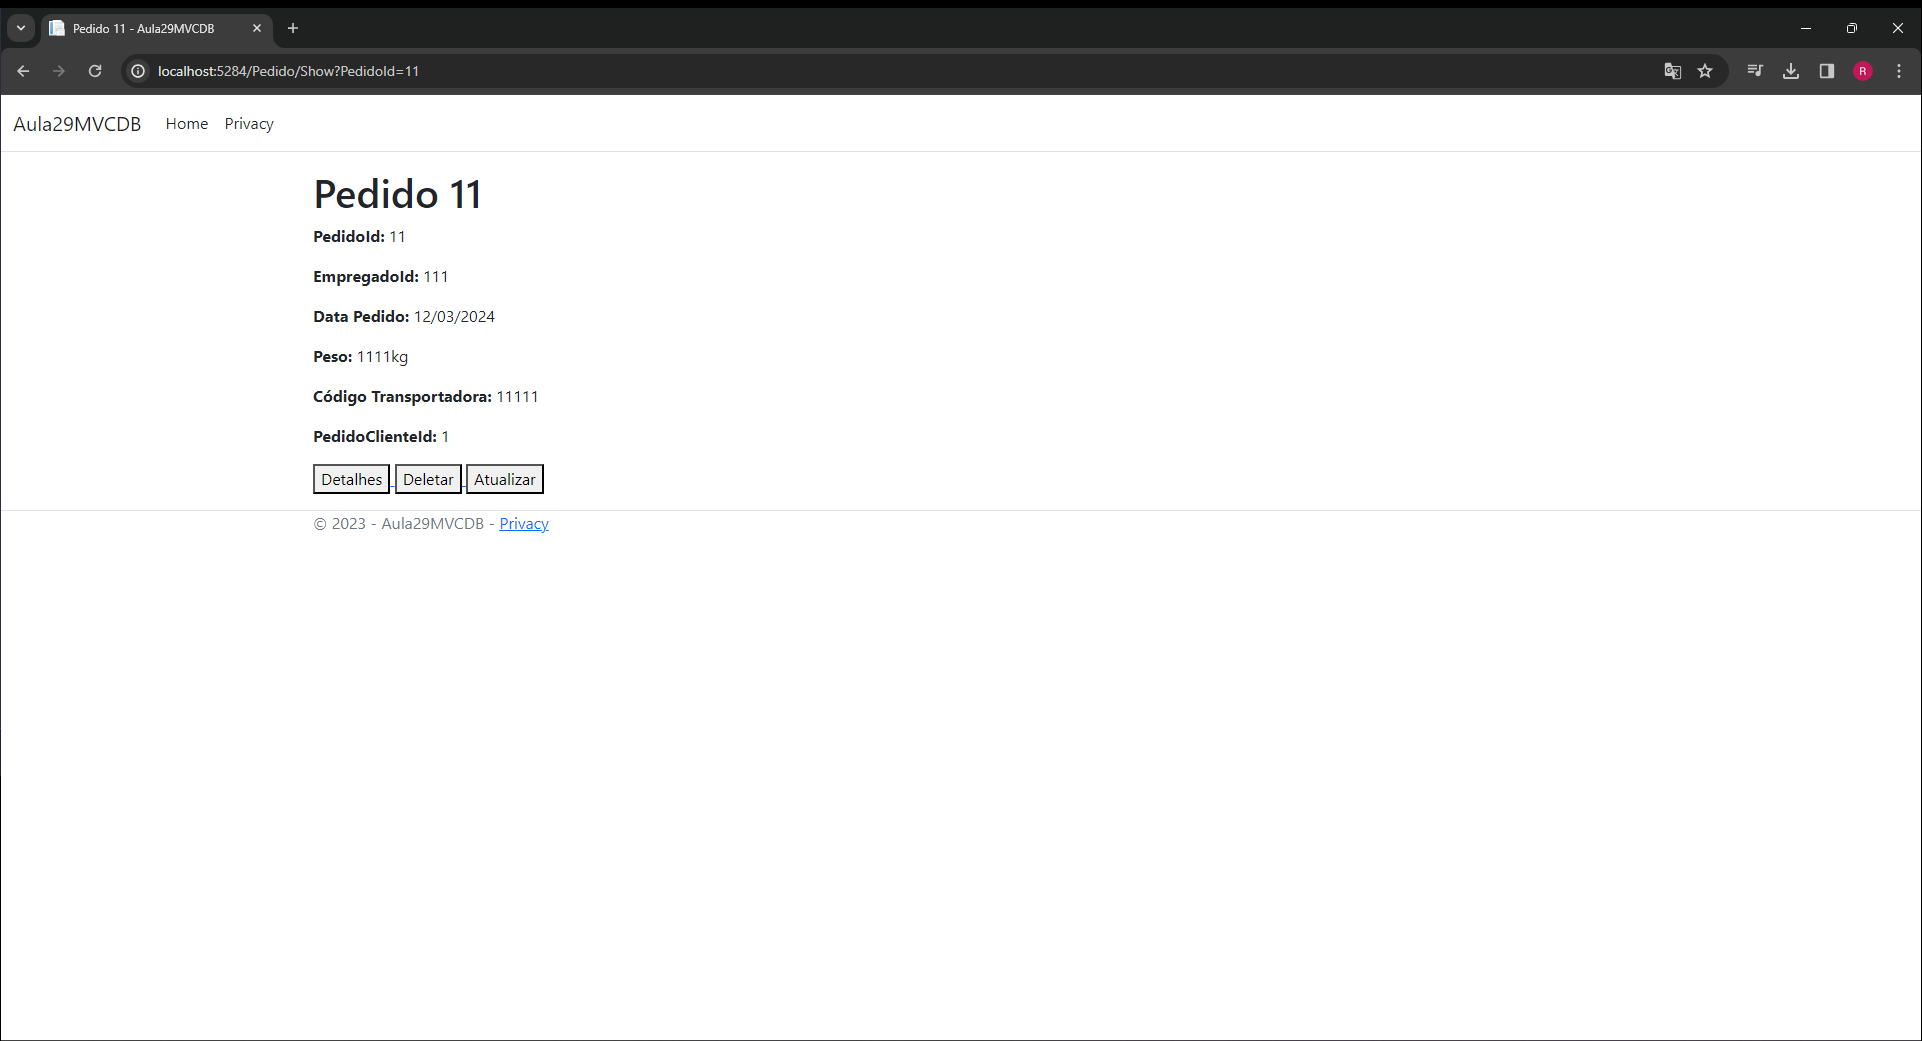 Pedido 11 - Aula29MVCDB
localhost:5284/Pedido/Show?PedidoId=11
R
Aula29MVCDB Home Privacy
Pedido 11
PedidoId: 11
EmpregadoId: 111
Data Pedido: 12/03/2024
Peso: 1111kg
Código Transportadora: 11111
PedidoClienteId: 1
Detalhes Deletar Atualizar
© 2023 - Aula29MVCDB - Privacy